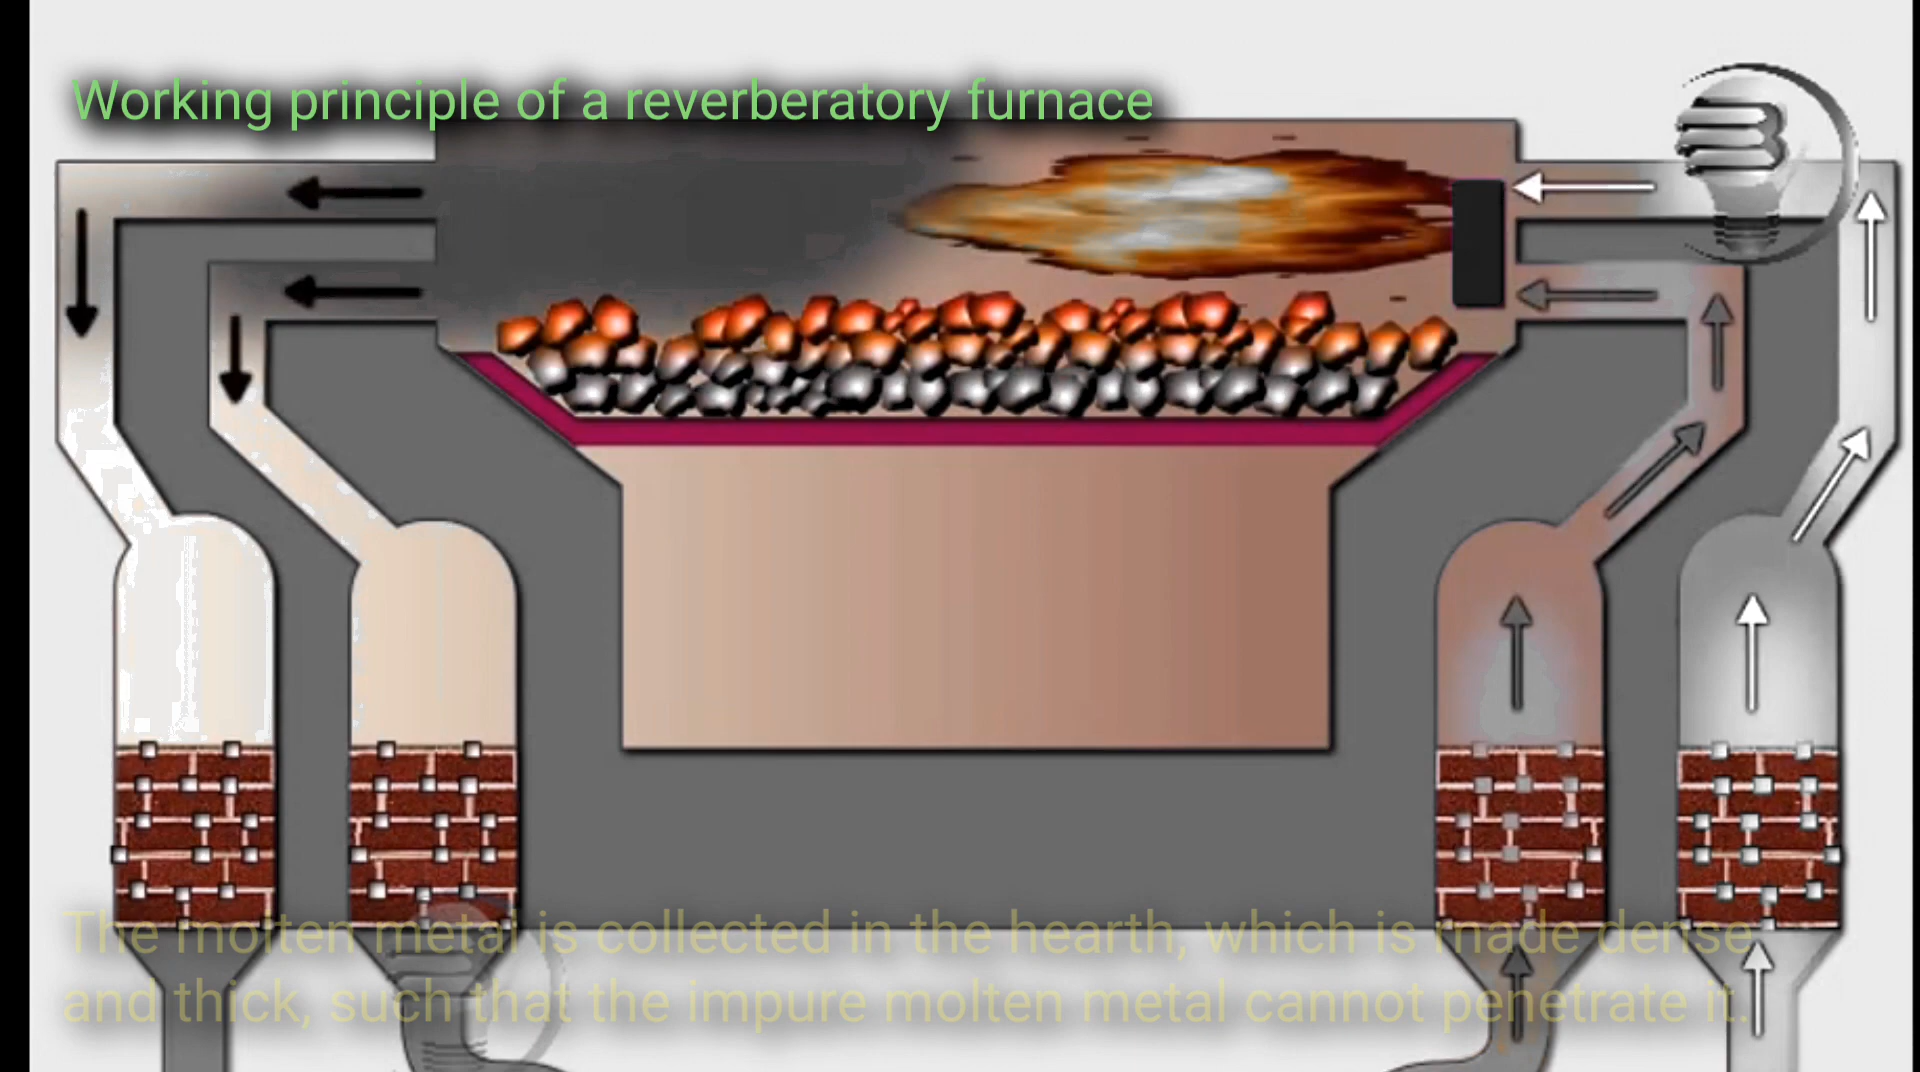 Working principle of a reverberatory furnace
The molten metal is collected in the hearth, which is made dense
and thick, such that the impure molten metal cannot penetrate it.